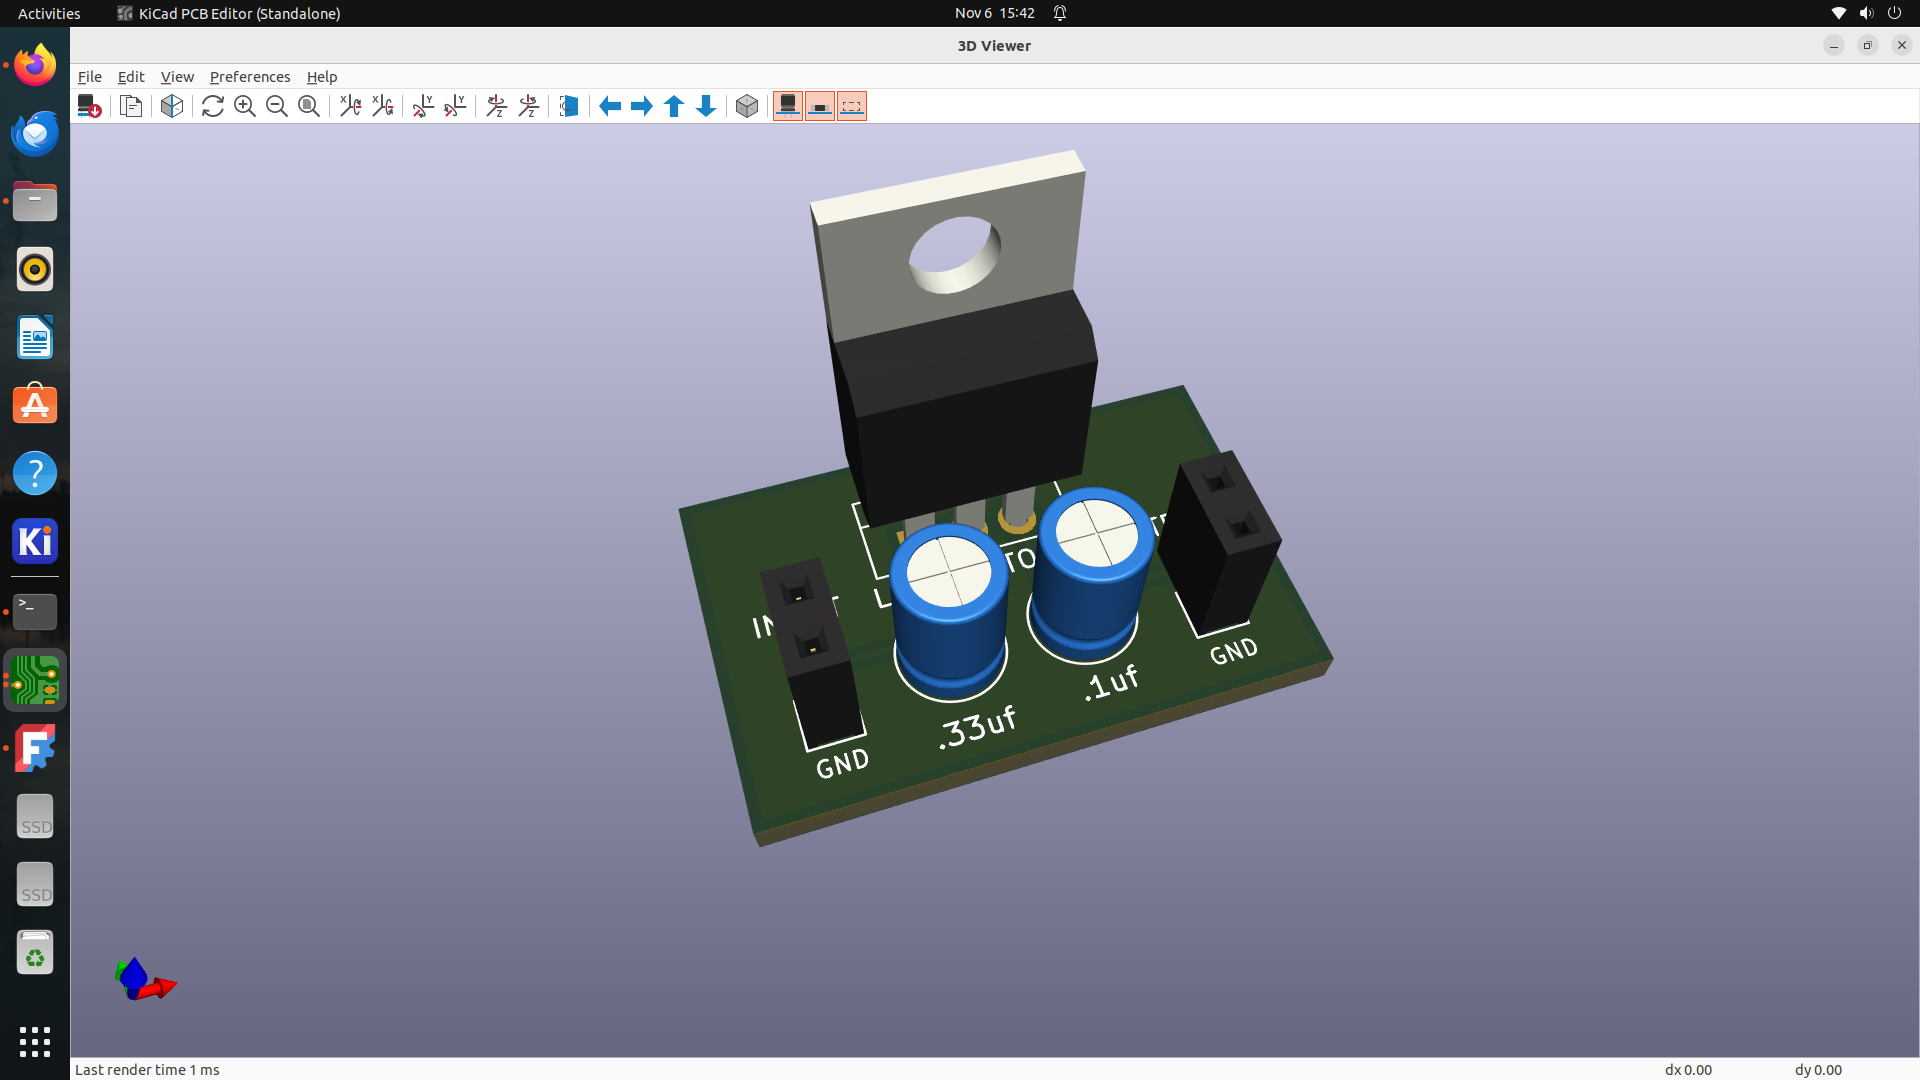 Activities
KiCad PCB Editor (Standalone)
Nov 6 15:42
3D Viewer
File Edit View Preferences Help
TO
GND
.1uf
.33uf
GND
SSD
SSD
Last render time 1 ms
dx 0.00
dy 0.00